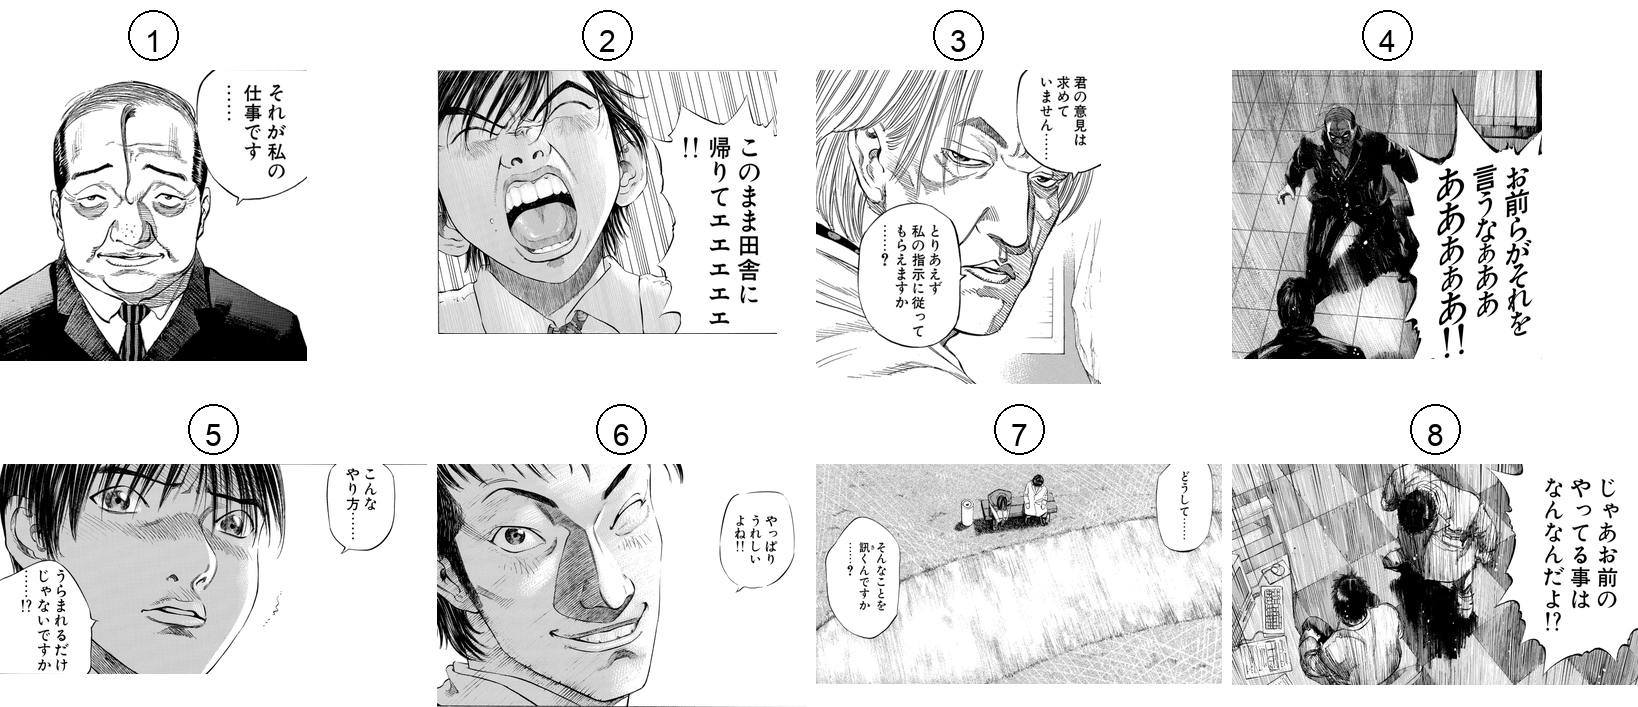 1
それが私の
仕事です
……
2
このまま田舎に
帰りてエエエエエ
!!
3
君の意見は
求めて
いません……
とりあえず
私の指示に従って
もらえますか
……?
4
お前らがそれを
言うなぁああ
あああぁああ!!
5
こんな
やり方……
うらまれるだけ
じゃないですか
……!?
6
やっぱり
うれしい
よね!!
7
どうして……
そんなことを
訊くんですか
……?
8
じゃあお前の
やってる事は
なんなんだよ!?